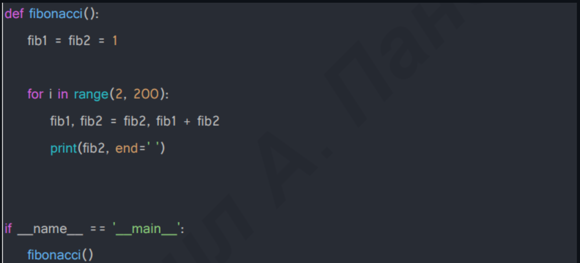 def fibonacci():
    fib1 = fib2 = 1
    for i in range(2, 200):
        fib1, fib2 = fib2, fib1 + fib2
        print(fib2, end=' ')
if __name__ == '__main__':
    fibonacci()
А. Пан